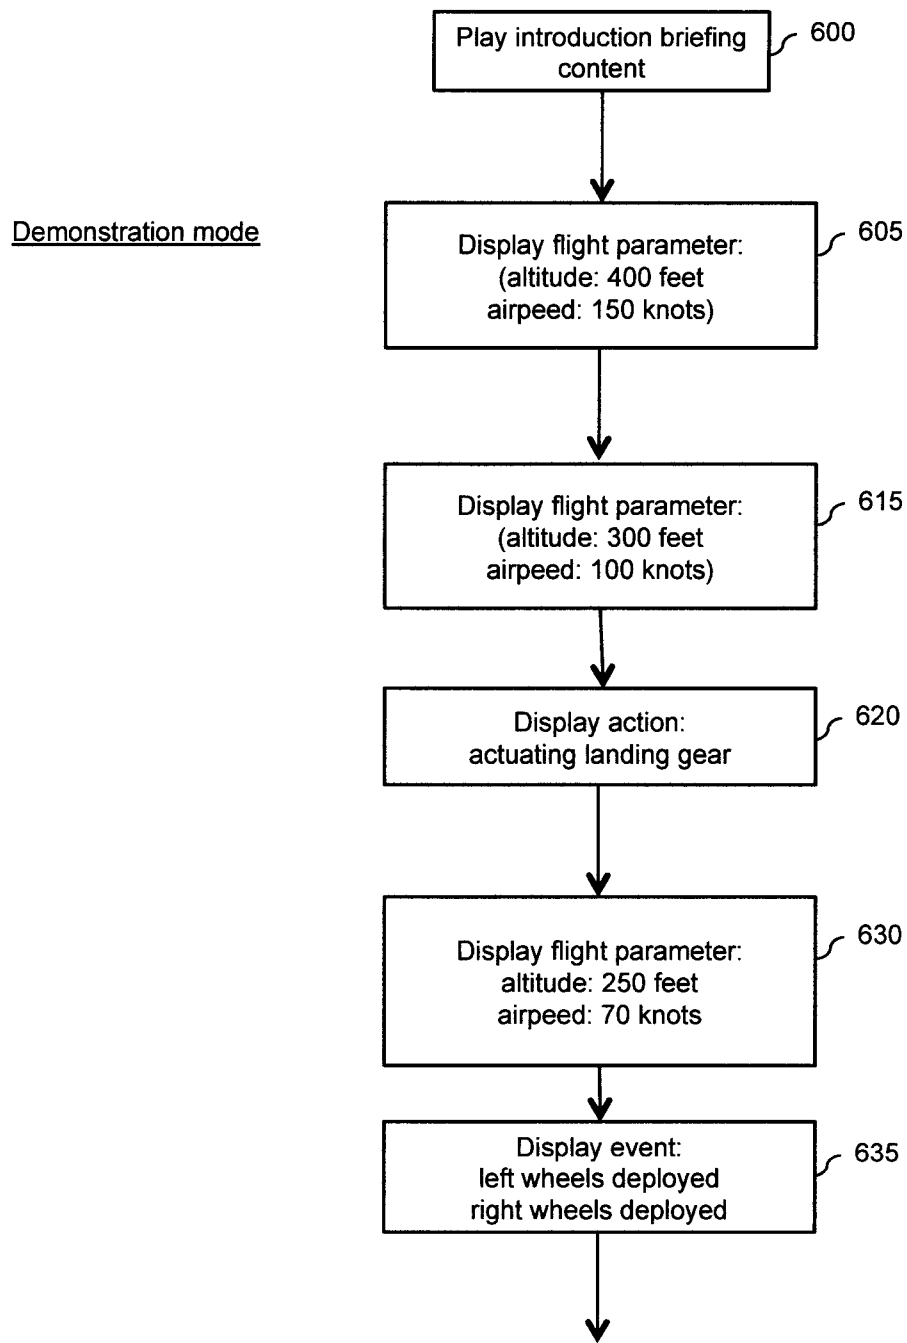 Play introduction briefing
content
600
Demonstration mode
Display flight parameter:
(altitude: 400 feet
airpeed: 150 knots)
605
Display flight parameter:
(altitude: 300 feet
airpeed: 100 knots)
615
Display action:
actuating landing gear
620
Display flight parameter:
altitude: 250 feet
airpeed: 70 knots
630
Display event:
left wheels deployed
right wheels deployed
635